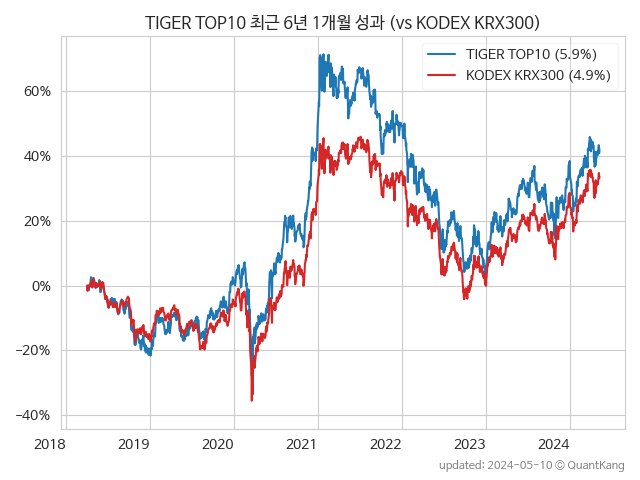 TIGER TOP10 최근 6년 1개월 성과 (vs KODEX KRX300)
TIGER TOP10 (5.9%)
KODEX KRX300 (4.9%)
60%
40%
20%
0%
−20%
−40%
2018 2019 2020 2021 2022 2023 2024
updated: 2024-05-10 © QuantKang